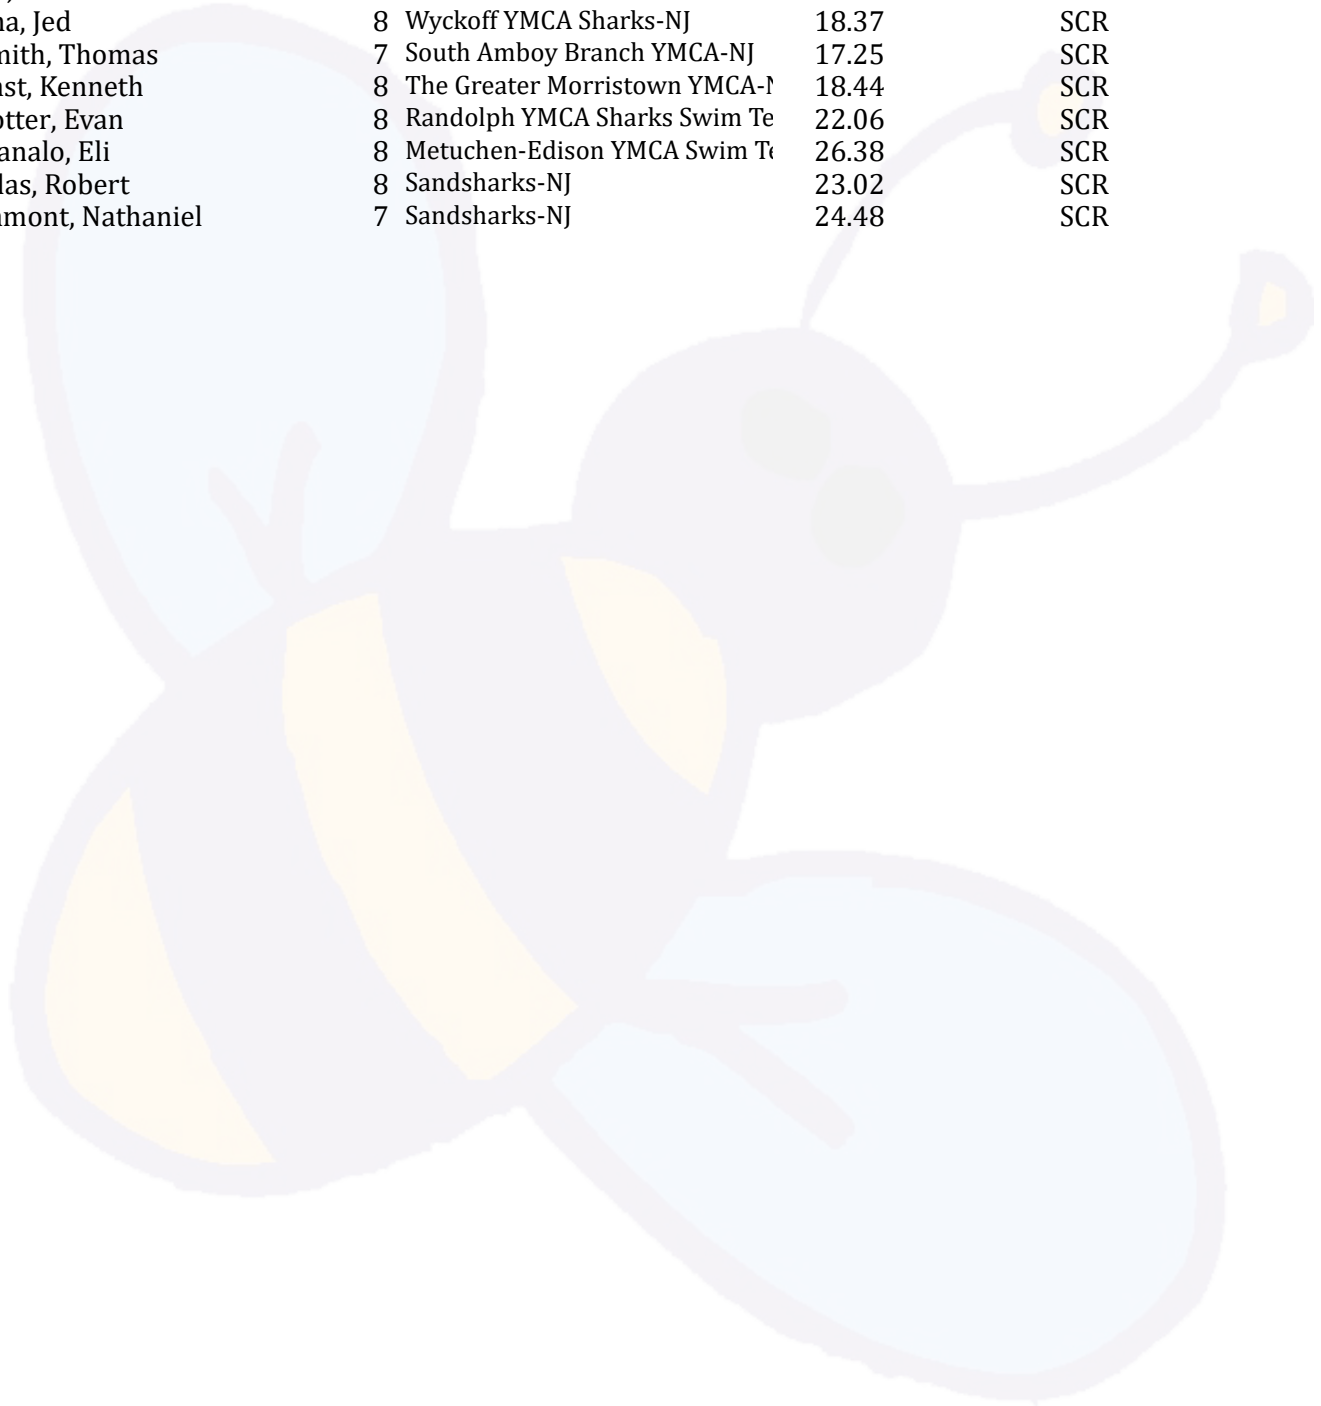 na, Jed 8 Wyckoff YMCA Sharks-NJ 18.37 SCR
mith, Thomas 7 South Amboy Branch YMCA-NJ 17.25 SCR
ast, Kenneth 8 The Greater Morristown YMCA-N 18.44 SCR
otter, Evan 8 Randolph YMCA Sharks Swim Te 22.06 SCR
analo, Eli 8 Metuchen-Edison YMCA Swim Te 26.38 SCR
las, Robert 8 Sandsharks-NJ 23.02 SCR
mont, Nathaniel 7 Sandsharks-NJ 24.48 SCR